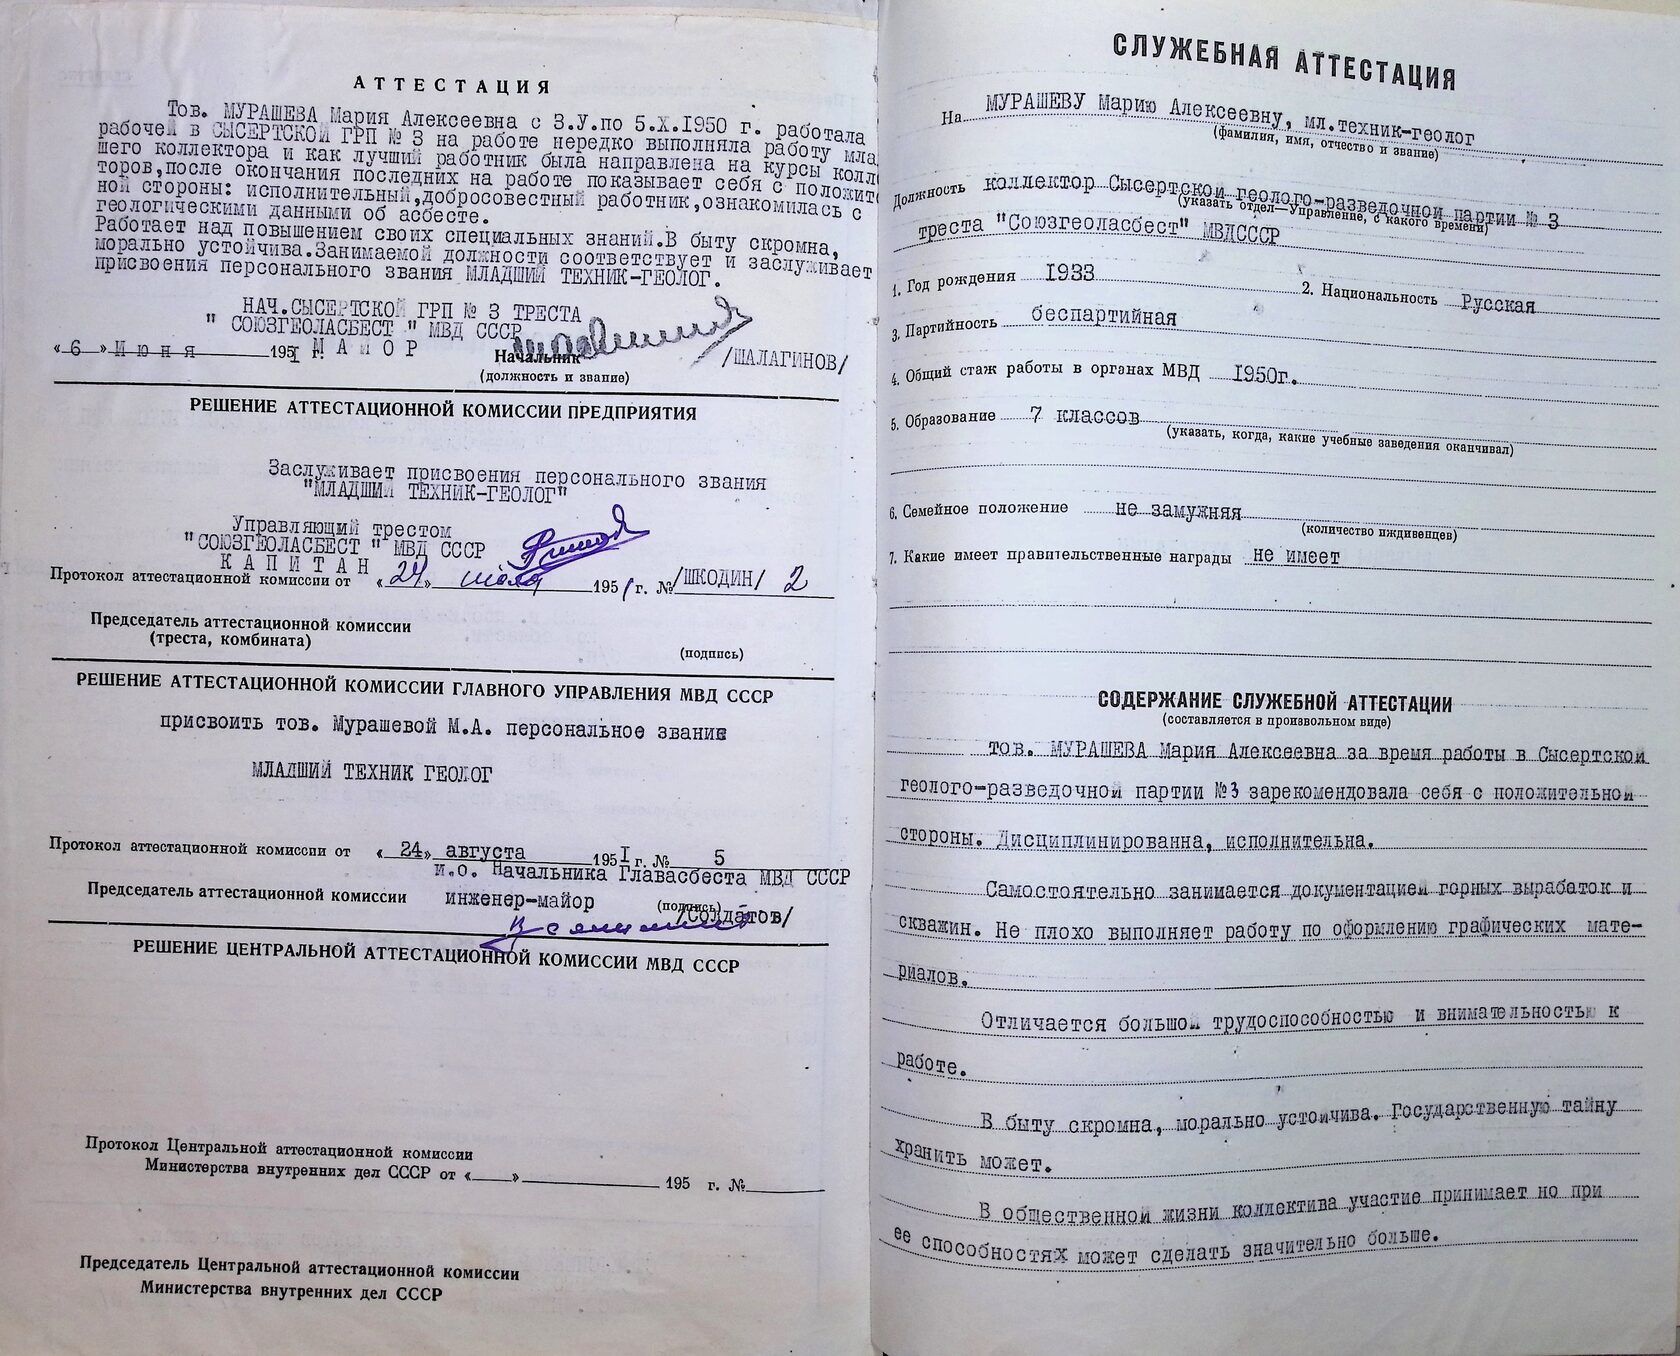 АТТЕСТАЦИЯ
Тов. МУРАШЕВА Мария Алексеевна с 3.У.по 5.Х.1950 г. работала
рабочей в СЫСЕРТСКОЙ ГРП № 3 на работе нередко выполняла работу мла
шего коллектора и как лучший работник была направлена на курсы колл
торов,после окончания последних на работе показывает себя с положит
ной стороны: исполнительный,добросовестный работник,ознакомилась с
геологическими данными об асбесте.
Работает над повышением своих специальных знаний.В быту скромна,
морально устойчива.Занимаемой должности соответствует и заслуживает
присвоения персонального звания МЛАДШИЙ ТЕХНИК-ГЕОЛОГ.
НАЧ.СЫСЕРТСКОЙ ГРП № 3 ТРЕСТА
" СОЮЗГЕОЛАСБЕСТ " МВД СССР
МАЙОР
«6 » Июня 195I г.
Начальник /ШАЛАГИНОВ/
(должность и звание)
РЕШЕНИЕ АТТЕСТАЦИОННОЙ КОМИССИИ ПРЕДПРИЯТИЯ
Заслуживает присвоения персонального звания
"МЛАДШИЙ ТЕХНИК-ГЕОЛОГ"
Управляющий трестом
"СОЮЗГЕОЛАСБЕСТ " МВД СССР
КАПИТАН
Протокол аттестационной комиссии от «24» июля 1951 г. № /ШКОДИН/ 2
Председатель аттестационной комиссии
(треста, комбината)
(подпись)
РЕШЕНИЕ АТТЕСТАЦИОННОЙ КОМИССИИ ГЛАВНОГО УПРАВЛЕНИЯ МВД СССР
присвоить тов. Мурашевой М.А. персональное звание
МЛАДШИЙ ТЕХНИК ГЕОЛОГ
Протокол аттестационной комиссии от «24» августа 195I г. № 5
и.о. Начальника Главасбеста МВД СССР
Председатель аттестационной комиссии инженер-майор (подпись) /Солдатов/
РЕШЕНИЕ ЦЕНТРАЛЬНОЙ АТТЕСТАЦИОННОЙ КОМИССИИ МВД СССР
Протокол Центральной аттестационной комиссии
Министерства внутренних дел СССР от « » 195 г. №
Председатель Центральной аттестационной комиссии
Министерства внутренних дел СССР
СЛУЖЕБНАЯ АТТЕСТАЦИЯ
На МУРАШЕВУ Марию Алексеевну, мл.техник-геолог
(фамилия, имя, отчество и звание)
Должность коллектор Сысертской геолого-разведочной партии № 3
(указать отдел—Управление, с какого времени)
треста "Союзгеоласбест" МВДСССР
1. Год рождения 1933 2. Национальность Русская
3. Партийность беспартийная
4. Общий стаж работы в органах МВД 1950г.
5. Образование 7 классов
(указать, когда, какие учебные заведения оканчивал)
6. Семейное положение не замужняя
(количество иждивенцев)
7. Какие имеет правительственные награды не имеет
СОДЕРЖАНИЕ СЛУЖЕБНОЙ АТТЕСТАЦИИ
(составляется в произвольном виде)
тов. МУРАШЕВА Мария Алексеевна за время работы в Сысертской
геолого-разведочной партии №3 зарекомендовала себя с положительной
стороны. Дисциплинированна, исполнительна.
Самостоятельно занимается документацией горных вырабаток и
скважин. Не плохо выполняет работу по оформлению графических мате-
риалов.
Отличается большой трудоспособностью и внимательностью к
работе.
В быту скромна, морально устойчива. Государственную тайну
хранить может.
В общественной жизни коллектива участие принимает но при
ее способностях может сделать значительно больше.